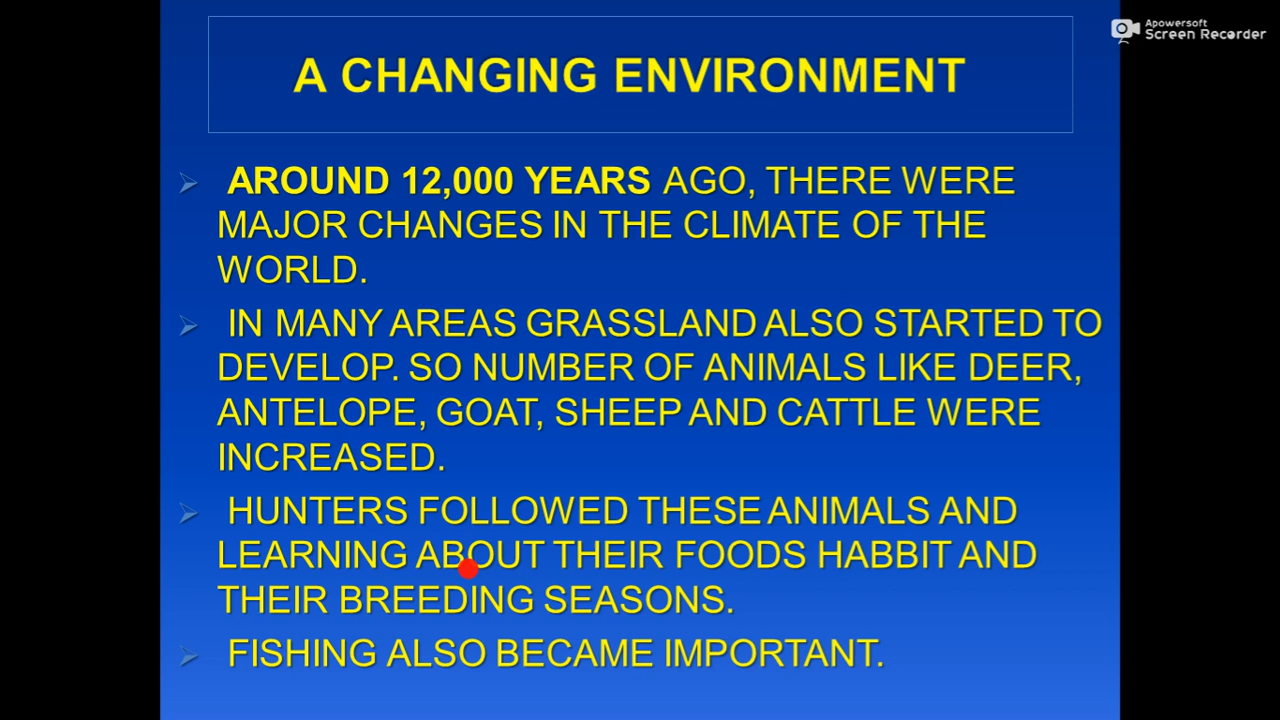 Apowersoft
Screen Recorder
A CHANGING ENVIRONMENT
AROUND 12,000 YEARS AGO, THERE WERE
MAJOR CHANGES IN THE CLIMATE OF THE
WORLD.
IN MANY AREAS GRASSLAND ALSO STARTED TO
DEVELOP. SO NUMBER OF ANIMALS LIKE DEER,
ANTELOPE, GOAT, SHEEP AND CATTLE WERE
INCREASED.
HUNTERS FOLLOWED THESE ANIMALS AND
LEARNING ABOUT THEIR FOODS HABBIT AND
THEIR BREEDING SEASONS.
FISHING ALSO BECAME IMPORTANT.